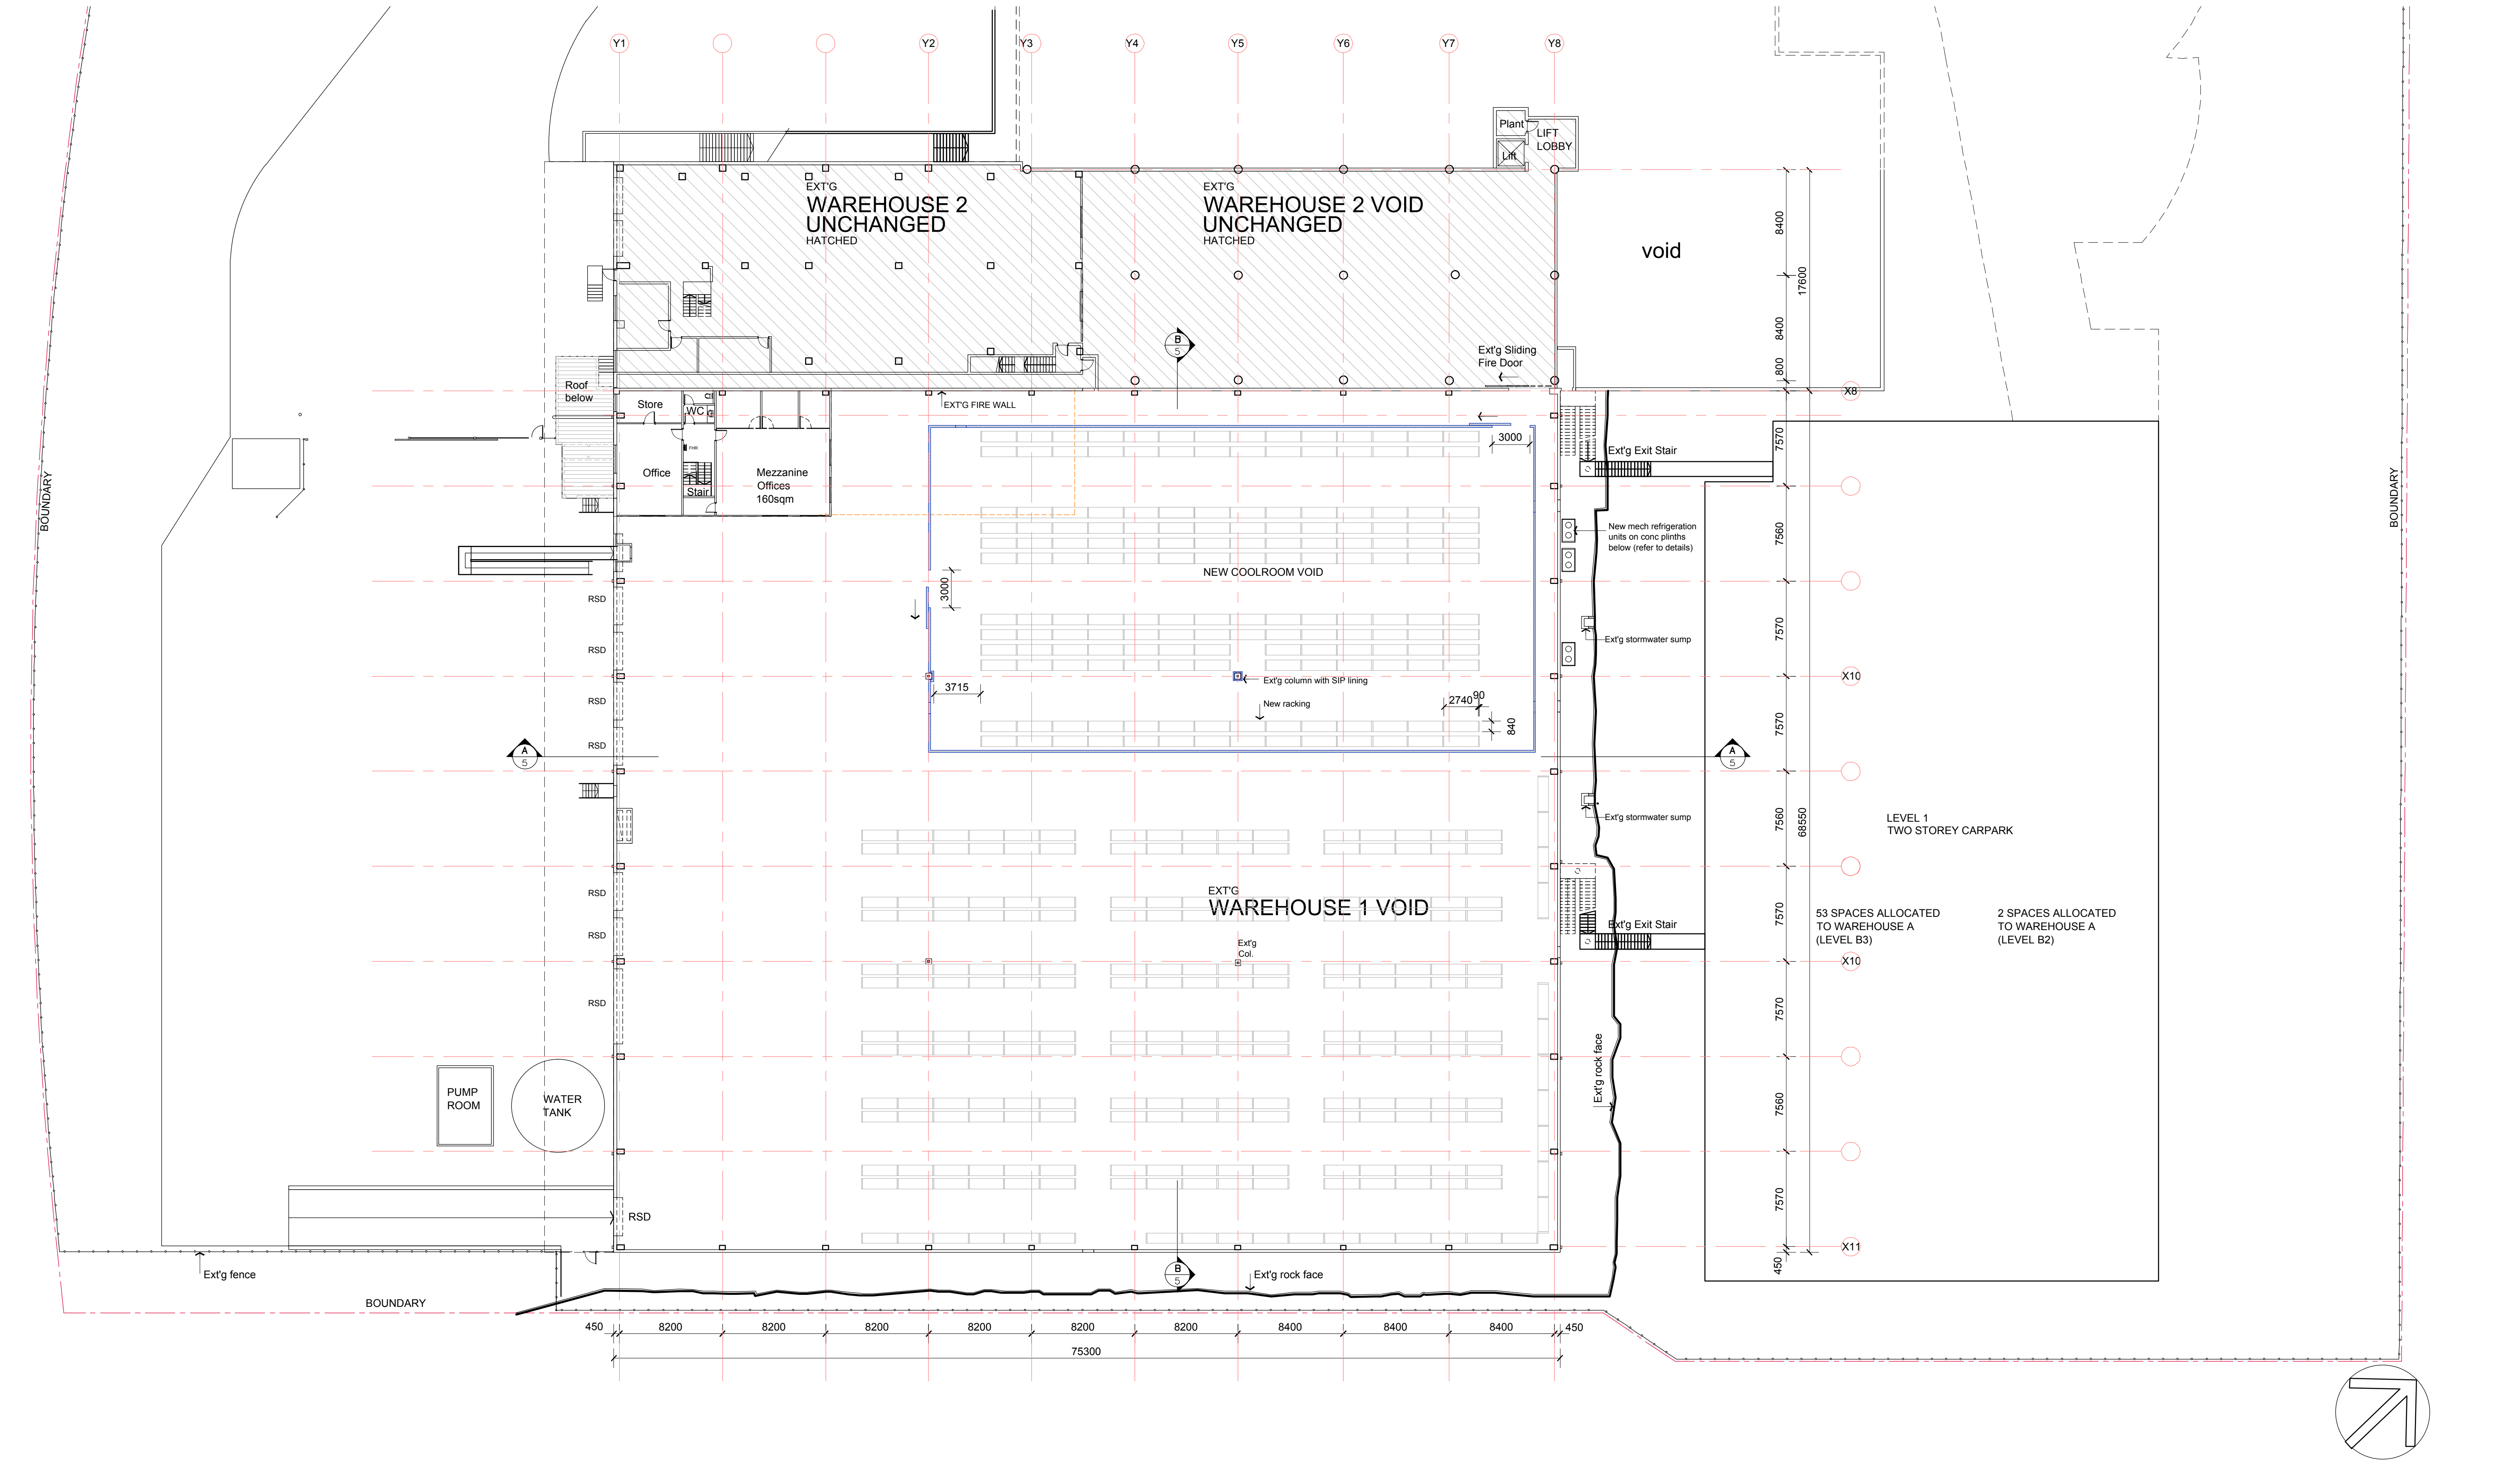 Y1
Y2
Y3
Y4
Y5
Y6
Y7
Y8
Plant
LIFT
LOBBY
Lift
EXT'G
WAREHOUSE 2
UNCHANGED
HATCHED
EXT'G
WAREHOUSE 2 VOID
UNCHANGED
HATCHED
void
8400
17600
8400
800
B
5
Ext'g Sliding
Fire Door
Roof
below
Store
WC
EXT'G FIRE WALL
X8
FHR
Office
Stair
Mezzanine
Offices
160sqm
3000
Ext'g Exit Stair
7570
BOUNDARY
BOUNDARY
New mech refrigeration
units on conc plinths
below (refer to details)
7560
NEW COOLROOM VOID
3000
RSD
RSD
RSD
RSD
Ext'g stormwater sump
7570
X10
3715
Ext'g column with SIP lining
New racking
2740
90
840
7570
A
5
A
5
Ext'g stormwater sump
7560
68550
LEVEL 1
TWO STOREY CARPARK
EXT'G
WAREHOUSE 1 VOID
RSD
RSD
RSD
Ext'g
Col.
Ext'g Exit Stair
7570
53 SPACES ALLOCATED
TO WAREHOUSE A
(LEVEL B3)
2 SPACES ALLOCATED
TO WAREHOUSE A
(LEVEL B2)
X10
7570
Ext'g rock face
PUMP
ROOM
WATER
TANK
7560
7570
RSD
X11
450
Ext'g fence
B
5
Ext'g rock face
BOUNDARY
450
8200
8200
8200
8200
8200
8200
8400
8400
8400
450
75300